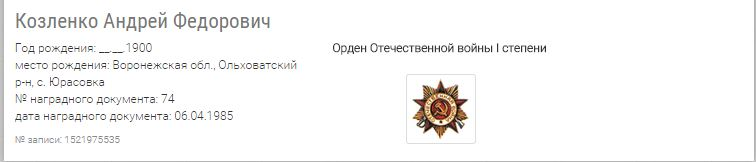 Козленко Андрей Федорович
Год рождения: __.__.1900
место рождения: Воронежская обл., Ольховатский
р-н, с. Юрасовка
№ наградного документа: 74
дата наградного документа: 06.04.1985
№ записи: 1521975535
Орден Отечественной войны I степени